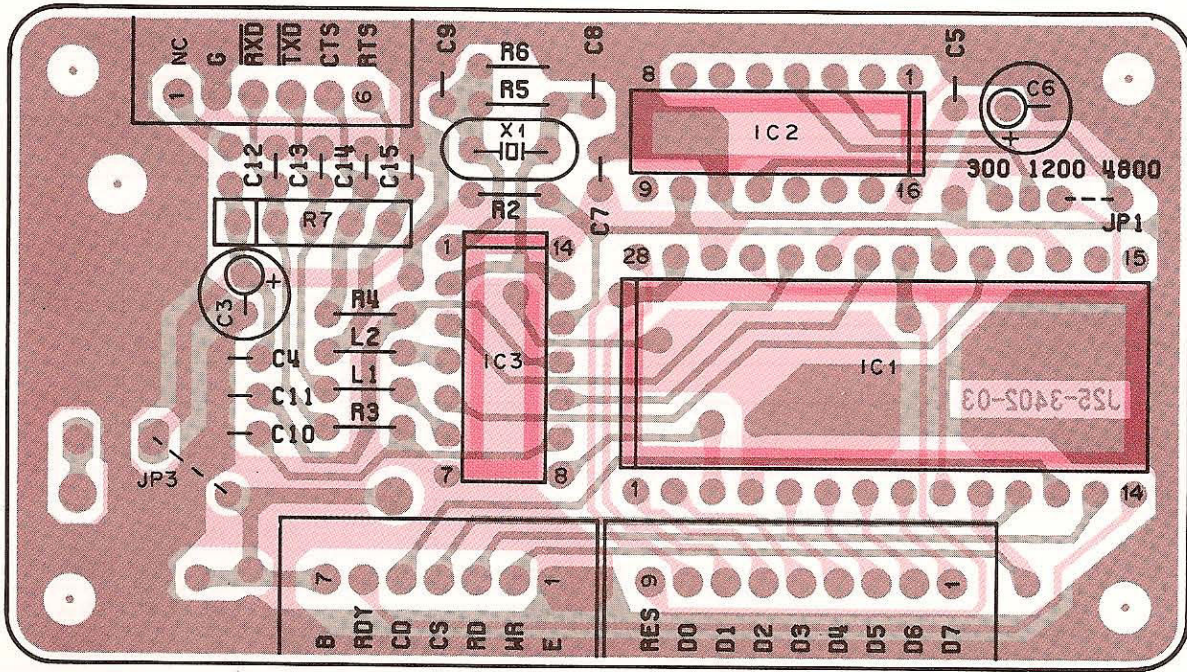 NC
G
RXD
TXD
CTS
RTS
1
6
C9
R6
C8
R5
X1
R2
C7
8
1
IC2
9
16
C5
C6
+
300 1200 4800
JP1
C12
C13
C14
C15
R7
C3
+
R4
L2
C4
L1
C11
R3
C10
JP3
1
14
IC3
7
8
28
15
IC1
J25-3402-03
1
14
7
1
B
RDY
CD
CS
RD
WR
E
9
1
RES
D0
D1
D2
D3
D4
D5
D6
D7